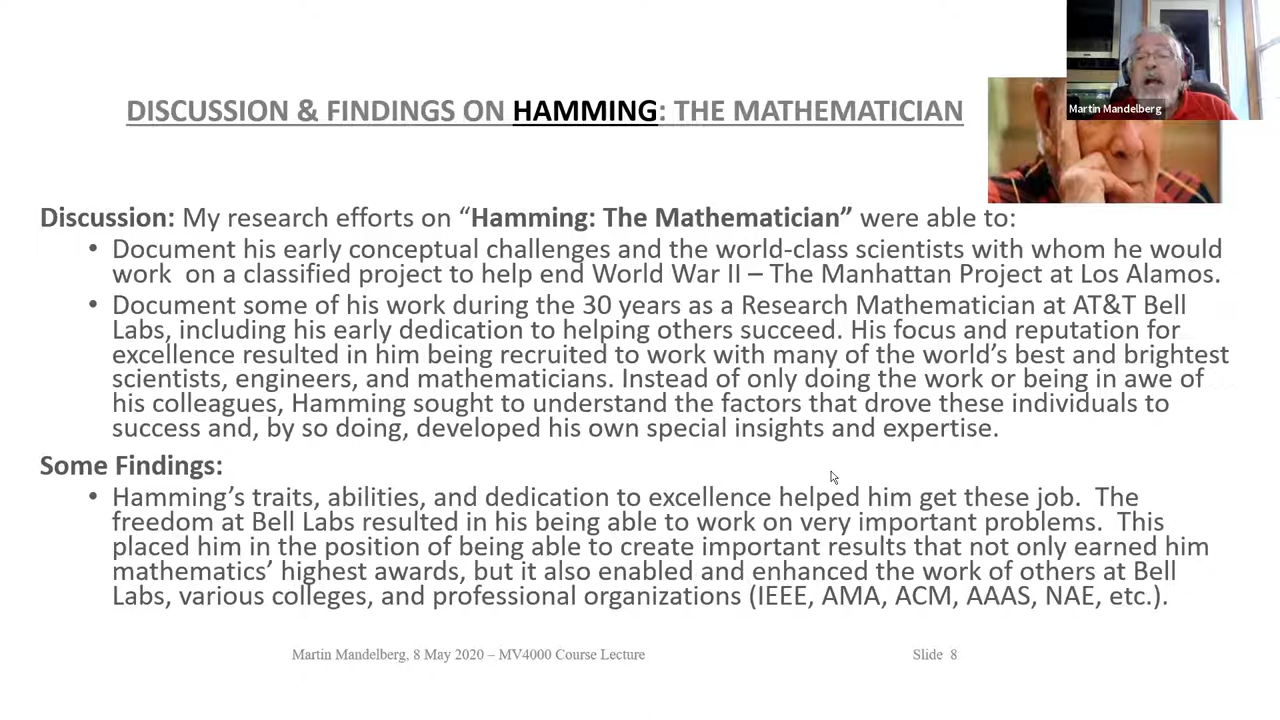 DISCUSSION & FINDINGS ON HAMMING: THE MATHEMATICIAN
Martin Mandelberg
Discussion: My research efforts on “Hamming: The Mathematician” were able to:
• Document his early conceptual challenges and the world-class scientists with whom he would
work on a classified project to help end World War II – The Manhattan Project at Los Alamos.
• Document some of his work during the 30 years as a Research Mathematician at AT&T Bell
Labs, including his early dedication to helping others succeed. His focus and reputation for
excellence resulted in him being recruited to work with many of the world’s best and brightest
scientists, engineers, and mathematicians. Instead of only doing the work or being in awe of
his colleagues, Hamming sought to understand the factors that drove these individuals to
success and, by so doing, developed his own special insights and expertise.
Some Findings:
• Hamming’s traits, abilities, and dedication to excellence helped him get these job. The
freedom at Bell Labs resulted in his being able to work on very important problems. This
placed him in the position of being able to create important results that not only earned him
mathematics’ highest awards, but it also enabled and enhanced the work of others at Bell
Labs, various colleges, and professional organizations (IEEE, AMA, ACM, AAAS, NAE, etc.).
Martin Mandelberg, 8 May 2020 – MV4000 Course Lecture
Slide 8